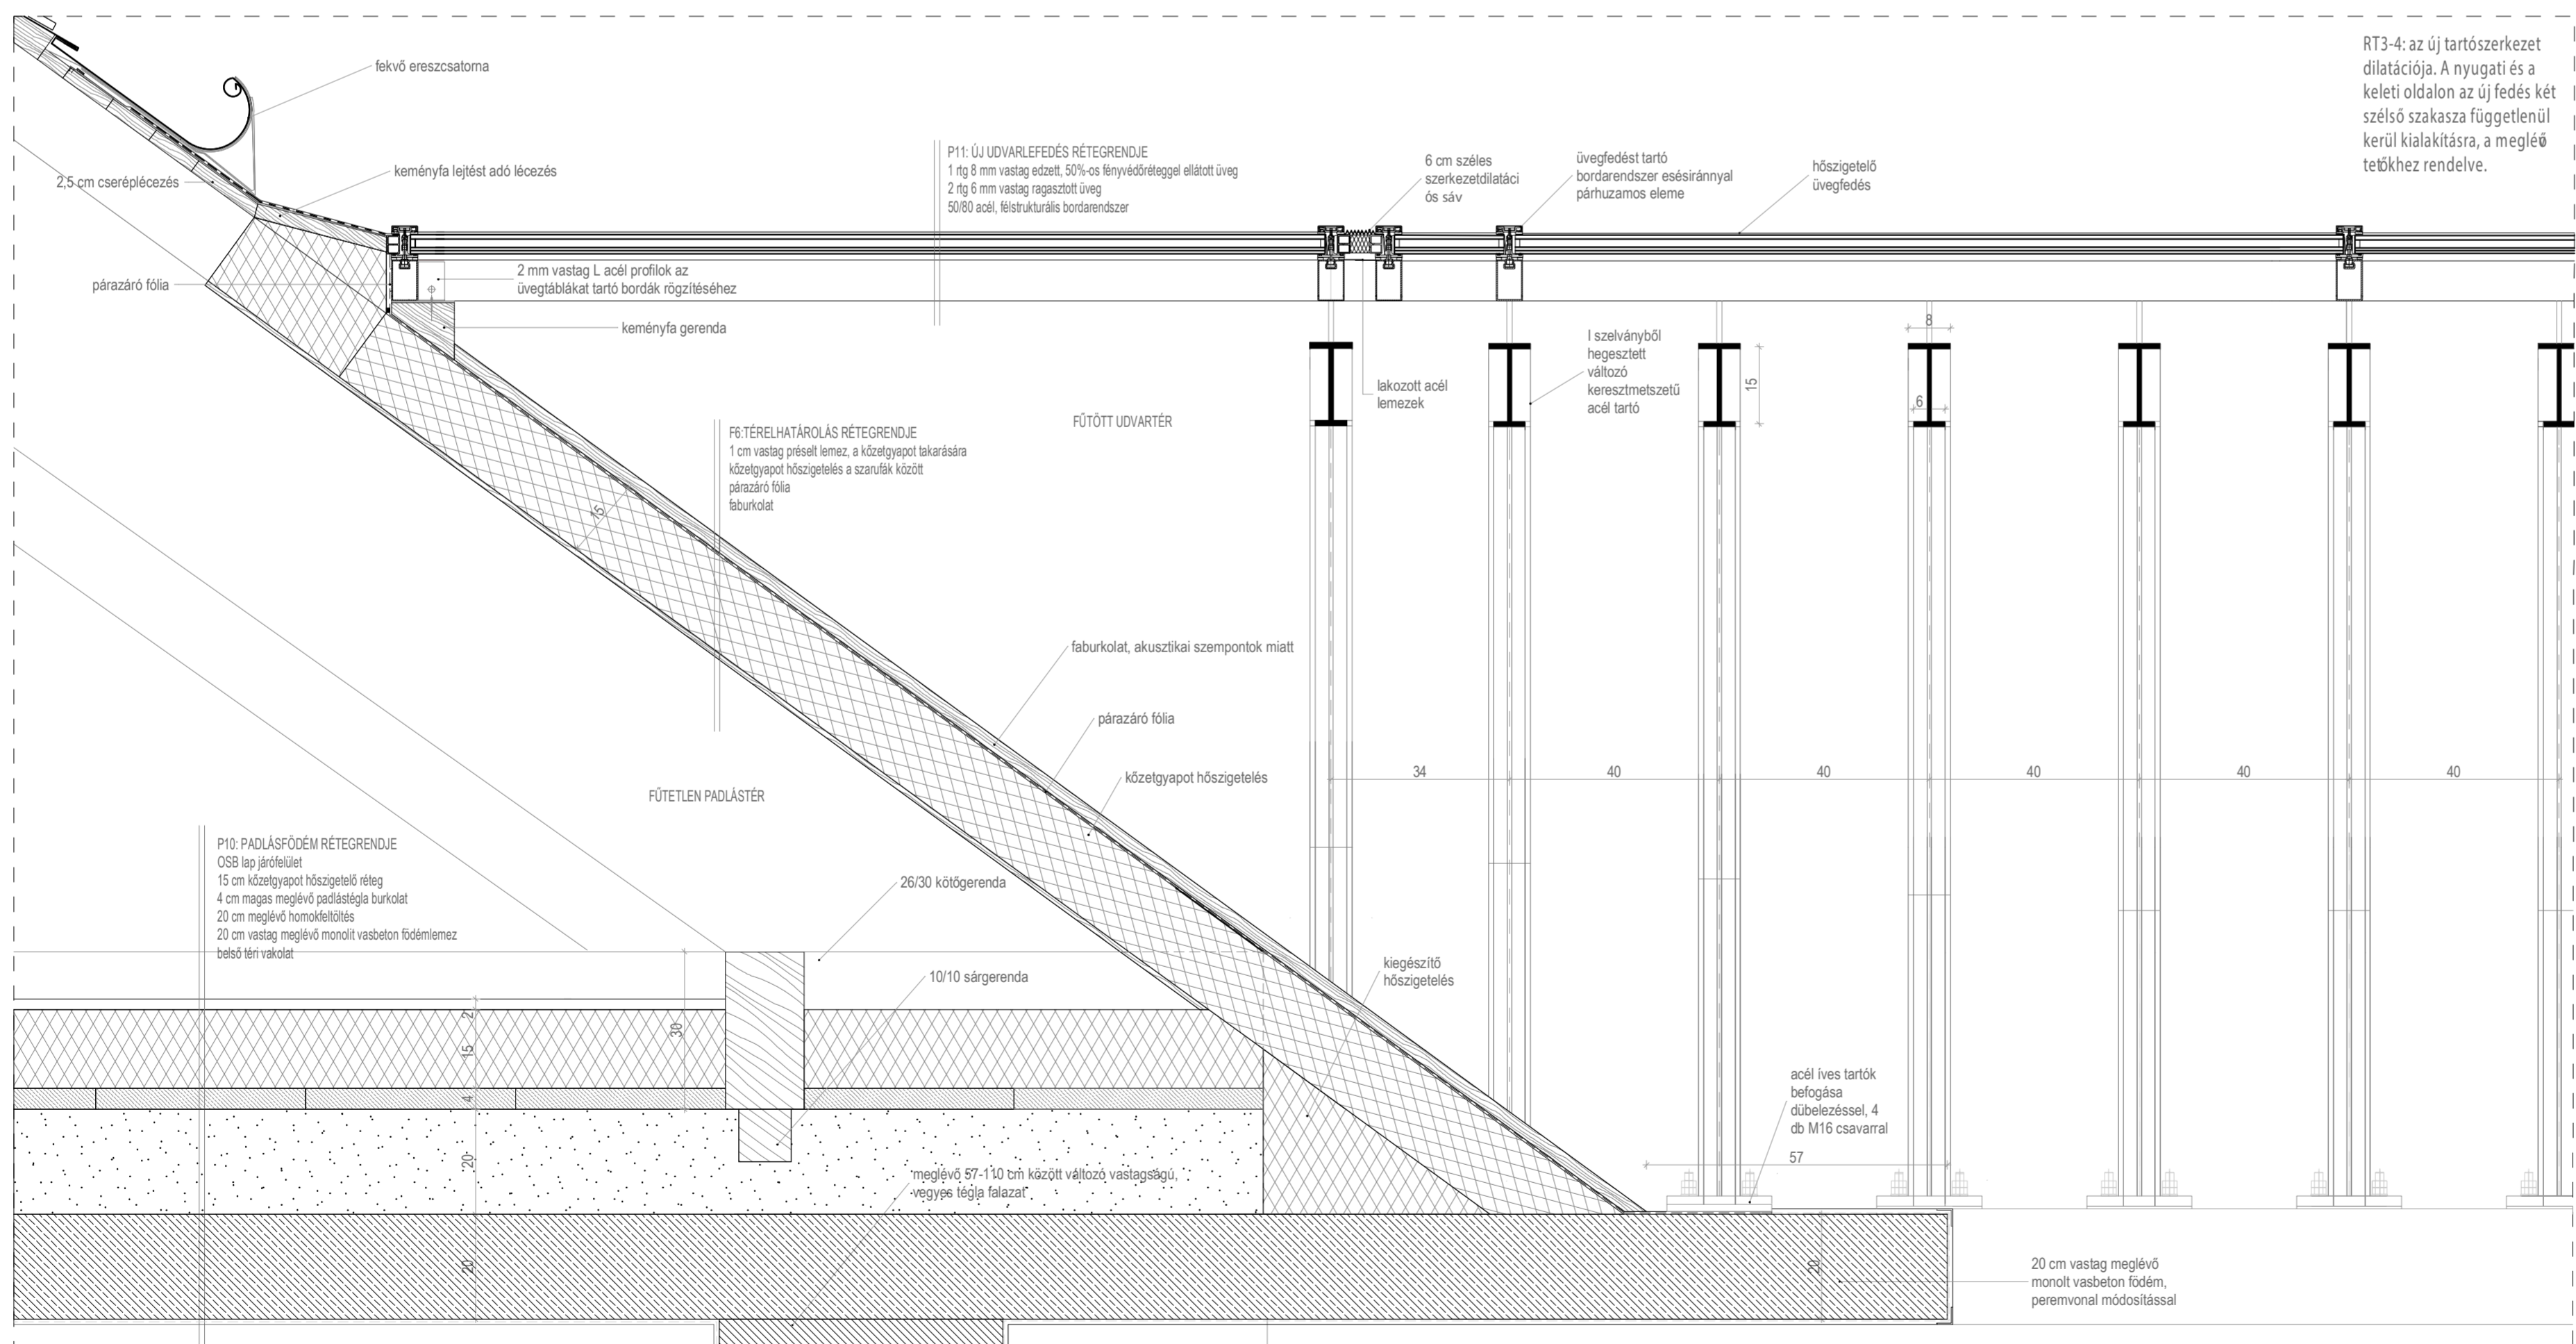 RT3-4: az új tartószerkezet
dilatációja. A nyugati és a
keleti oldalon az új fedés két
szélső szakasza függetlenül
kerül kialakításra, a meglévő
tetőkhez rendelve.
fekvő ereszcsatorna
keményfa lejtést adó lécezés
2,5 cm cseréplécezés
párazáró fólia
P11: ÚJ UDVARLEFEDÉS RÉTEGRENDJE
1 rtg 8 mm vastag edzett, 50%-os fényvédőréteggel ellátott üveg
2 rtg 6 mm vastag ragasztott üveg
50/80 acél, félstrukturális bordarendszer
6 cm széles
szerkezetdilatáci
ós sáv
üvegfedést tartó
bordarendszer esésiránnyal
párhuzamos eleme
hőszigetelő
üvegfedés
2 mm vastag L acél profilok az
üvegtáblákat tartó bordák rögzítéséhez
keményfa gerenda
I szelvényből
hegesztett
változó
keresztmetszetű
acél tartó
lakozott acél
lemezek
8
15
6
FŰTÖTT UDVARTÉR
F6:TÉRELHATÁROLÁS RÉTEGRENDJE
1 cm vastag préselt lemez, a kőzetgyapot takarására
kőzetgyapot hőszigetelés a szarufák között
párazáró fólia
faburkolat
15
faburkolat, akusztikai szempontok miatt
párazáró fólia
kőzetgyapot hőszigetelés
34
40
40
40
40
40
FŰTETLEN PADLÁSTÉR
P10: PADLÁSFÖDÉM RÉTEGRENDJE
OSB lap járófelület
15 cm kőzetgyapot hőszigetelő réteg
4 cm magas meglévő padlástégla burkolat
20 cm meglévő homokfeltöltés
20 cm vastag meglévő monolit vasbeton födémlemez
belső téri vakolat
26/30 kötőgerenda
10/10 sárgerenda
kiegészítő
hőszigetelés
2
15
4
20
20
30
acél íves tartók
befogása
dübelezéssel, 4
db M16 csavarral
57
meglévő 57-110 cm között változó vastagságú,
vegyes tégla falazat
20
20 cm vastag meglévő
monolt vasbeton födém,
peremvonal módosítással